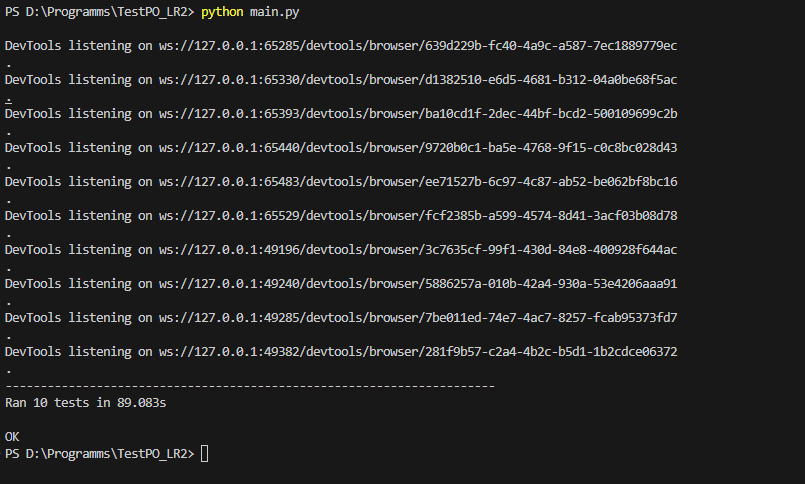 PS D:\Programms\TestPO_LR2> python main.py
DevTools listening on ws://127.0.0.1:65285/devtools/browser/639d229b-fc40-4a9c-a587-7ec1889779ec
.
DevTools listening on ws://127.0.0.1:65330/devtools/browser/d1382510-e6d5-4681-b312-04a0be68f5ac
.
DevTools listening on ws://127.0.0.1:65393/devtools/browser/ba10cd1f-2dec-44bf-bcd2-500109699c2b
.
DevTools listening on ws://127.0.0.1:65440/devtools/browser/9720b0c1-ba5e-4768-9f15-c0c8bc028d43
.
DevTools listening on ws://127.0.0.1:65483/devtools/browser/ee71527b-6c97-4c87-ab52-be062bf8bc16
.
DevTools listening on ws://127.0.0.1:65529/devtools/browser/fcf2385b-a599-4574-8d41-3acf03b08d78
.
DevTools listening on ws://127.0.0.1:49196/devtools/browser/3c7635cf-99f1-430d-84e8-400928f644ac
.
DevTools listening on ws://127.0.0.1:49240/devtools/browser/5886257a-010b-42a4-930a-53e4206aaa91
.
DevTools listening on ws://127.0.0.1:49285/devtools/browser/7be011ed-74e7-4ac7-8257-fcab95373fd7
.
DevTools listening on ws://127.0.0.1:49382/devtools/browser/281f9b57-c2a4-4b2c-b5d1-1b2cdce06372
.
----------------------------------------------------------------------
Ran 10 tests in 89.083s
OK
PS D:\Programms\TestPO_LR2>